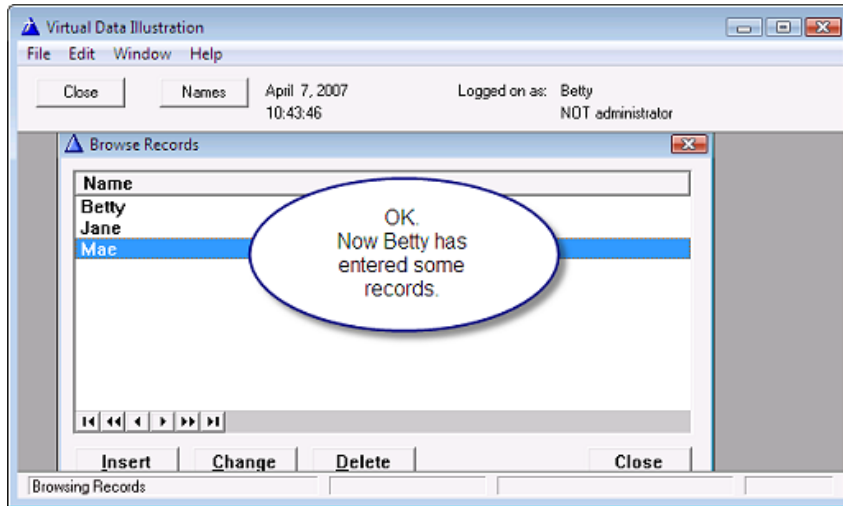 Virtual Data Illustration
File Edit Window Help
Close Names April 7, 2007 Logged on as: Betty
10:43:46 NOT administrator
Browse Records
Name
Betty
Jane
Mae
OK.
Now Betty has
entered some
records.
Insert Change Delete Close
Browsing Records